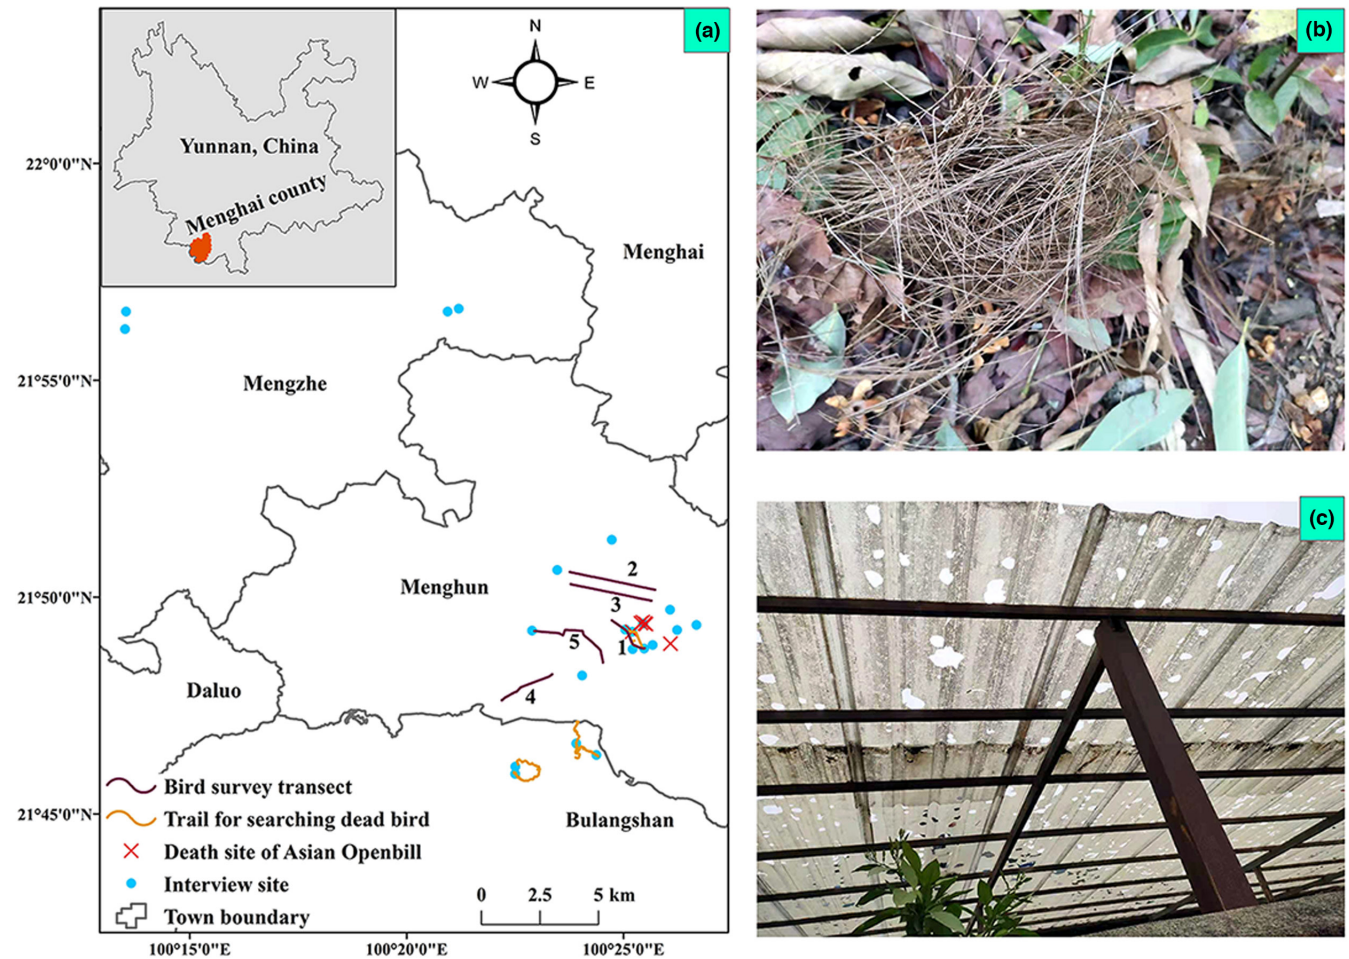 (a)
N
W
E
S
Yunnan, China
Menghai county
22°0'0"N
Menghai
21°55'0"N
Mengzhe
21°50'0"N
Menghun
2
3
1
5
4
Daluo
21°45'0"N
Bulangshan
Bird survey transect
Trail for searching dead bird
Death site of Asian Openbill
Interview site
Town boundary
0 2.5 5 km
100°15'0"E 100°20'0"E 100°25'0"E
(b)
(c)